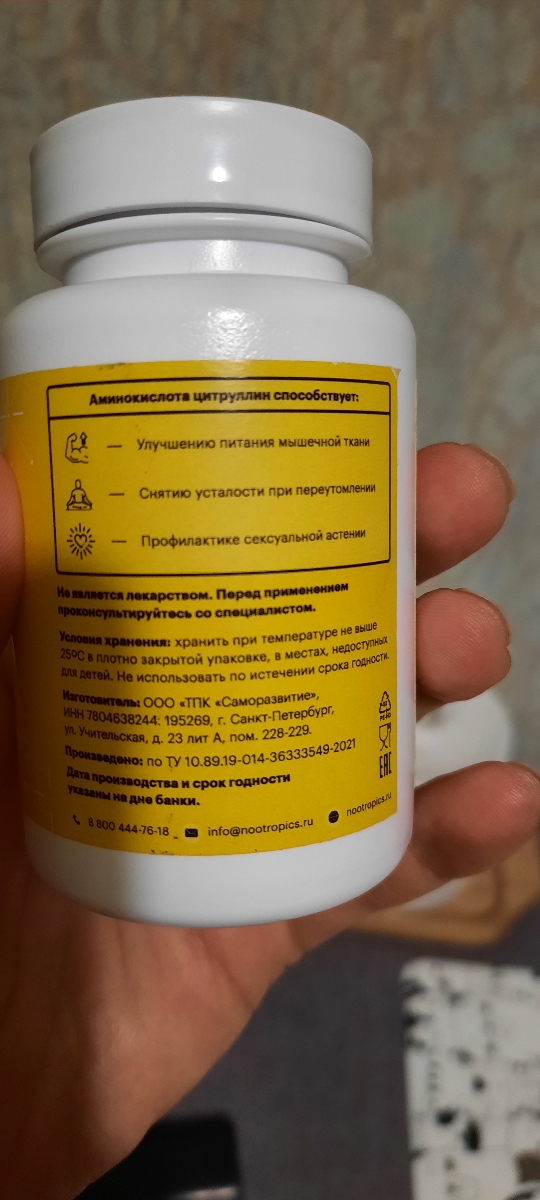 Аминокислота цитруллин способствует:
— Улучшению питания мышечной ткани
— Снятию усталости при переутомлении
— Профилактике сексуальной астении
Не является лекарством. Перед применением
проконсультируйтесь со специалистом.
Условия хранения: хранить при температуре не выше
25ºC в плотно закрытой упаковке, в местах, недоступных
для детей. Не использовать по истечении срока годности.
Изготовитель: ООО «ТПК «Саморазвитие»,
ИНН 7804638244: 195269, г. Санкт-Петербург,
ул. Учительская, д. 23 лит А, пом. 228-229.
Произведено: по ТУ 10.89.19-014-36333549-2021
Дата производства и срок годности
указаны на дне банки.
8 800 444-76-18 info@nootropics.ru nootropics.ru
EAC